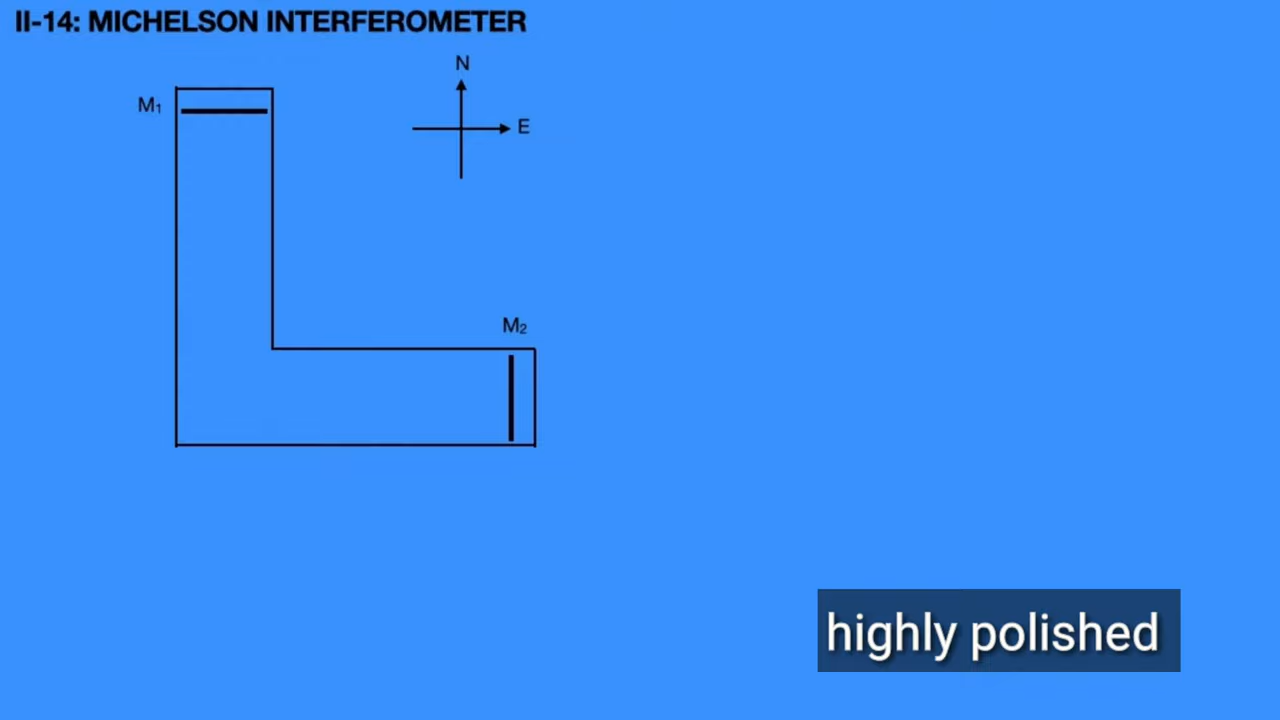 II-14: MICHELSON INTERFEROMETER
N
M₁
E
M₂
highly polished